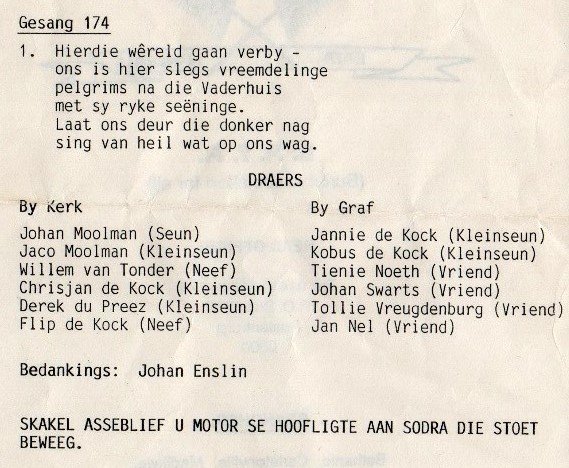 Gesang 174
1. Hierdie wêreld gaan verby -
ons is hier slegs vreemdelinge
pelgrims na die Vaderhuis
met sy ryke seëninge.
Laat ons deur die donker nag
sing van heil wat op ons wag.
DRAERS
By Kerk
Johan Moolman (Seun)
Jaco Moolman (Kleinseun)
Willem van Tonder (Neef)
Chrisjan de Kock (Kleinseun)
Derek du Preez (Kleinseun)
Flip de Kock (Neef)
By Graf
Jannie de Kock (Kleinseun)
Kobus de Kock (Kleinseun)
Tienie Noeth (Vriend)
Johan Swarts (Vriend)
Tollie Vreugdenburg (Vriend)
Jan Nel (Vriend)
Bedankings: Johan Enslin
SKAKEL ASSEBLIEF U MOTOR SE HOOFLIGTE AAN SODRA DIE STOET
BEWEEG.